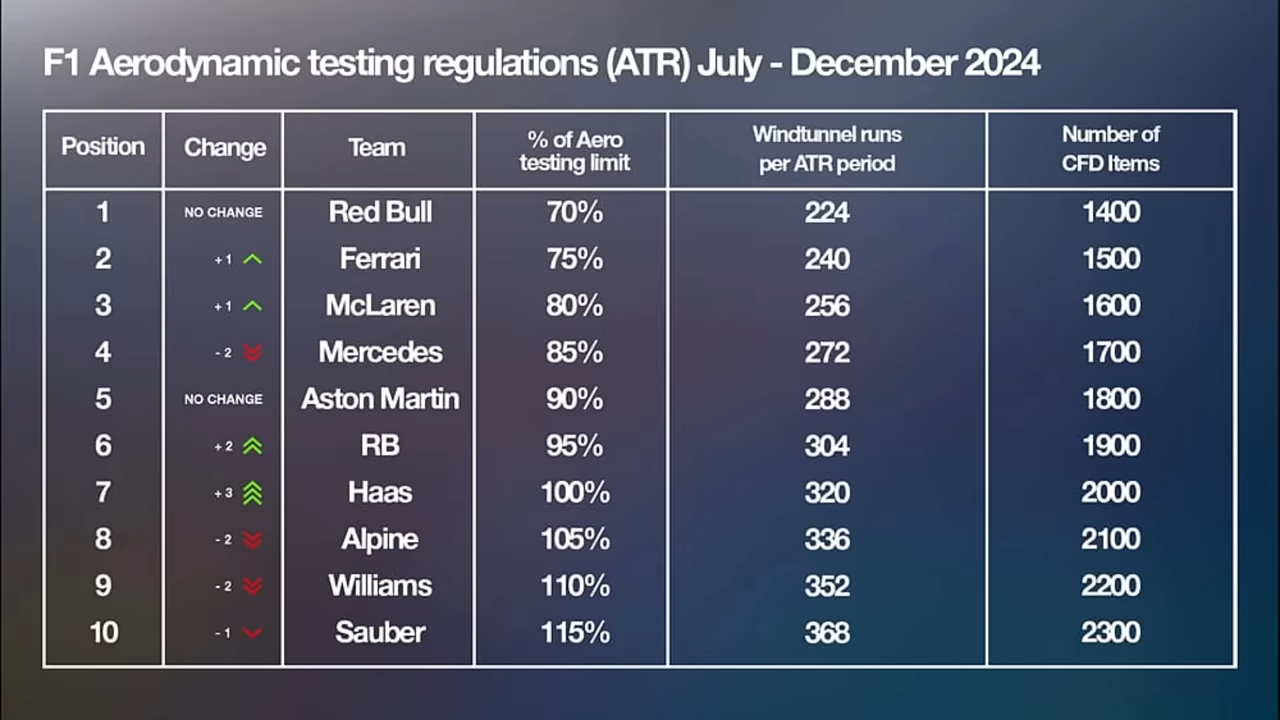 F1 Aerodynamic testing regulations (ATR) July - December 2024
Position Change Team % of Aero testing limit Windtunnel runs per ATR period Number of CFD Items
1 NO CHANGE Red Bull 70% 224 1400
2 +1 Ferrari 75% 240 1500
3 +1 McLaren 80% 256 1600
4 - 2 Mercedes 85% 272 1700
5 NO CHANGE Aston Martin 90% 288 1800
6 +2 RB 95% 304 1900
7 +3 Haas 100% 320 2000
8 - 2 Alpine 105% 336 2100
9 - 2 Williams 110% 352 2200
10 - 1 Sauber 115% 368 2300